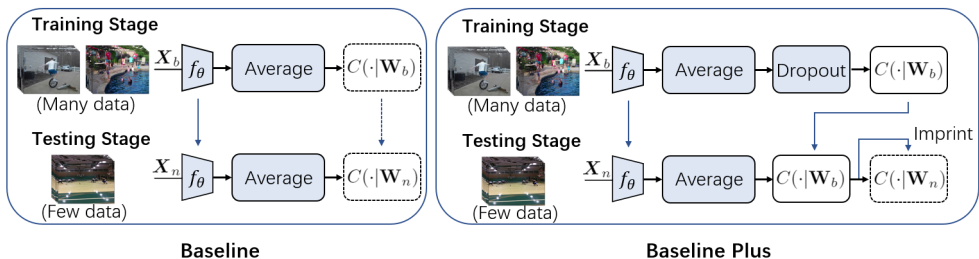 Training Stage
X_b f_θ Average C(·|W_b)
(Many data)
Testing Stage
X_n f_θ Average C(·|W_n)
(Few data)
Baseline
Training Stage
X_b f_θ Average Dropout C(·|W_b)
(Many data)
Testing Stage
Imprint
X_n f_θ Average C(·|W_b) C(·|W_n)
(Few data)
Baseline Plus